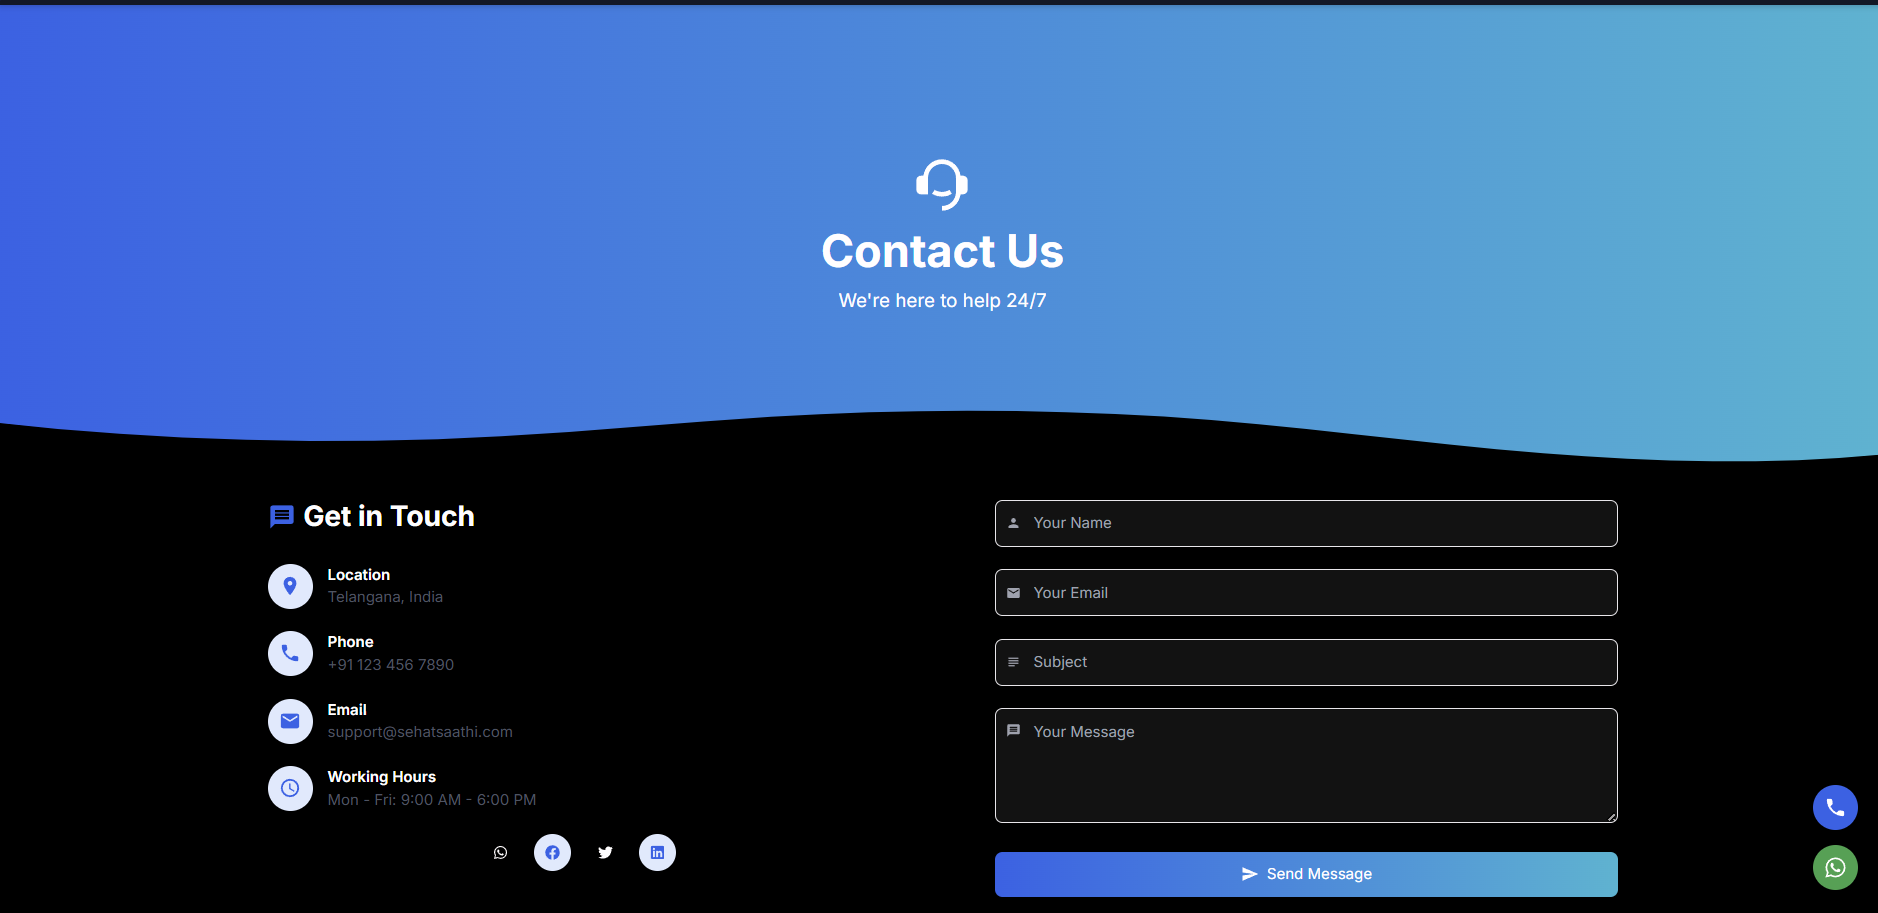 Contact Us
We're here to help 24/7
Get in Touch
Location
Telangana, India
Phone
+91 123 456 7890
Email
support@sehatsaathi.com
Working Hours
Mon - Fri: 9:00 AM - 6:00 PM
Your Name
Your Email
Subject
Your Message
Send Message